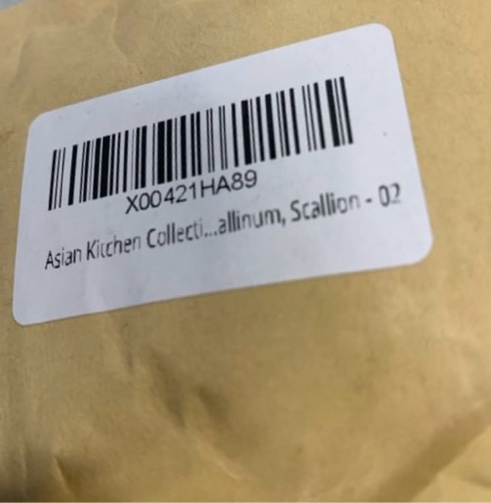 X00421HA89
Asian Kitchen Collecti...allinum, Scallion - 02